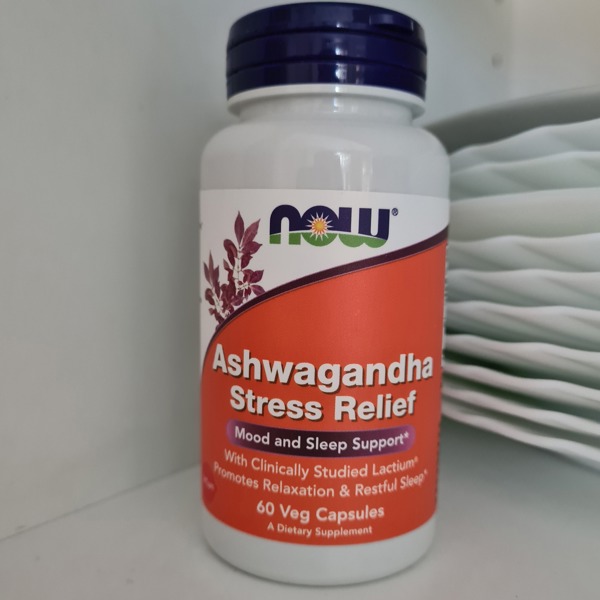 NOW®
Ashwagandha
Stress Relief
Mood and Sleep Support*
With Clinically Studied Lactium®
Promotes Relaxation & Restful Sleep*
60 Veg Capsules
A Dietary Supplement